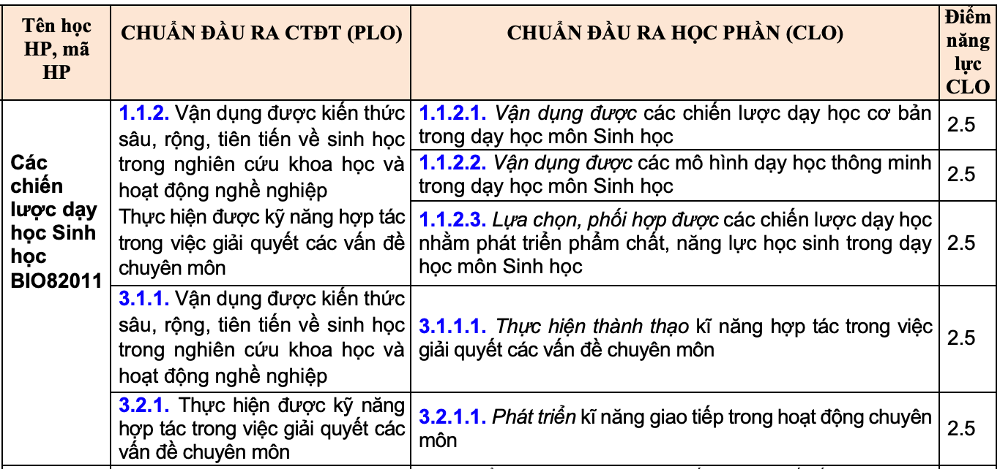 Tên học
HP, mã
HP
CHUẨN ĐẦU RA CTĐT (PLO)
CHUẨN ĐẦU RA HỌC PHẦN (CLO)
Điểm
năng
lực
CLO
Các
chiến
lược dạy
học Sinh
học
BIO82011
1.1.2. Vận dụng được kiến thức
sâu, rộng, tiên tiến về sinh học
trong nghiên cứu khoa học và
hoạt động nghề nghiệp
Thực hiện được kỹ năng hợp tác
trong việc giải quyết các vấn đề
chuyên môn
1.1.2.1. Vận dụng được các chiến lược dạy học cơ bản
trong dạy học môn Sinh học
2.5
1.1.2.2. Vận dụng được các mô hình dạy học thông minh
trong dạy học môn Sinh học
2.5
1.1.2.3. Lựa chọn, phối hợp được các chiến lược dạy học
nhằm phát triển phẩm chất, năng lực học sinh trong dạy
học môn Sinh học
2.5
3.1.1. Vận dụng được kiến thức
sâu, rộng, tiên tiến về sinh học
trong nghiên cứu khoa học và
hoạt động nghề nghiệp
3.1.1.1. Thực hiện thành thạo kĩ năng hợp tác trong việc
giải quyết các vấn đề chuyên môn
2.5
3.2.1. Thực hiện được kỹ năng
hợp tác trong việc giải quyết các
vấn đề chuyên môn
3.2.1.1. Phát triển kĩ năng giao tiếp trong hoạt động chuyên
môn
2.5